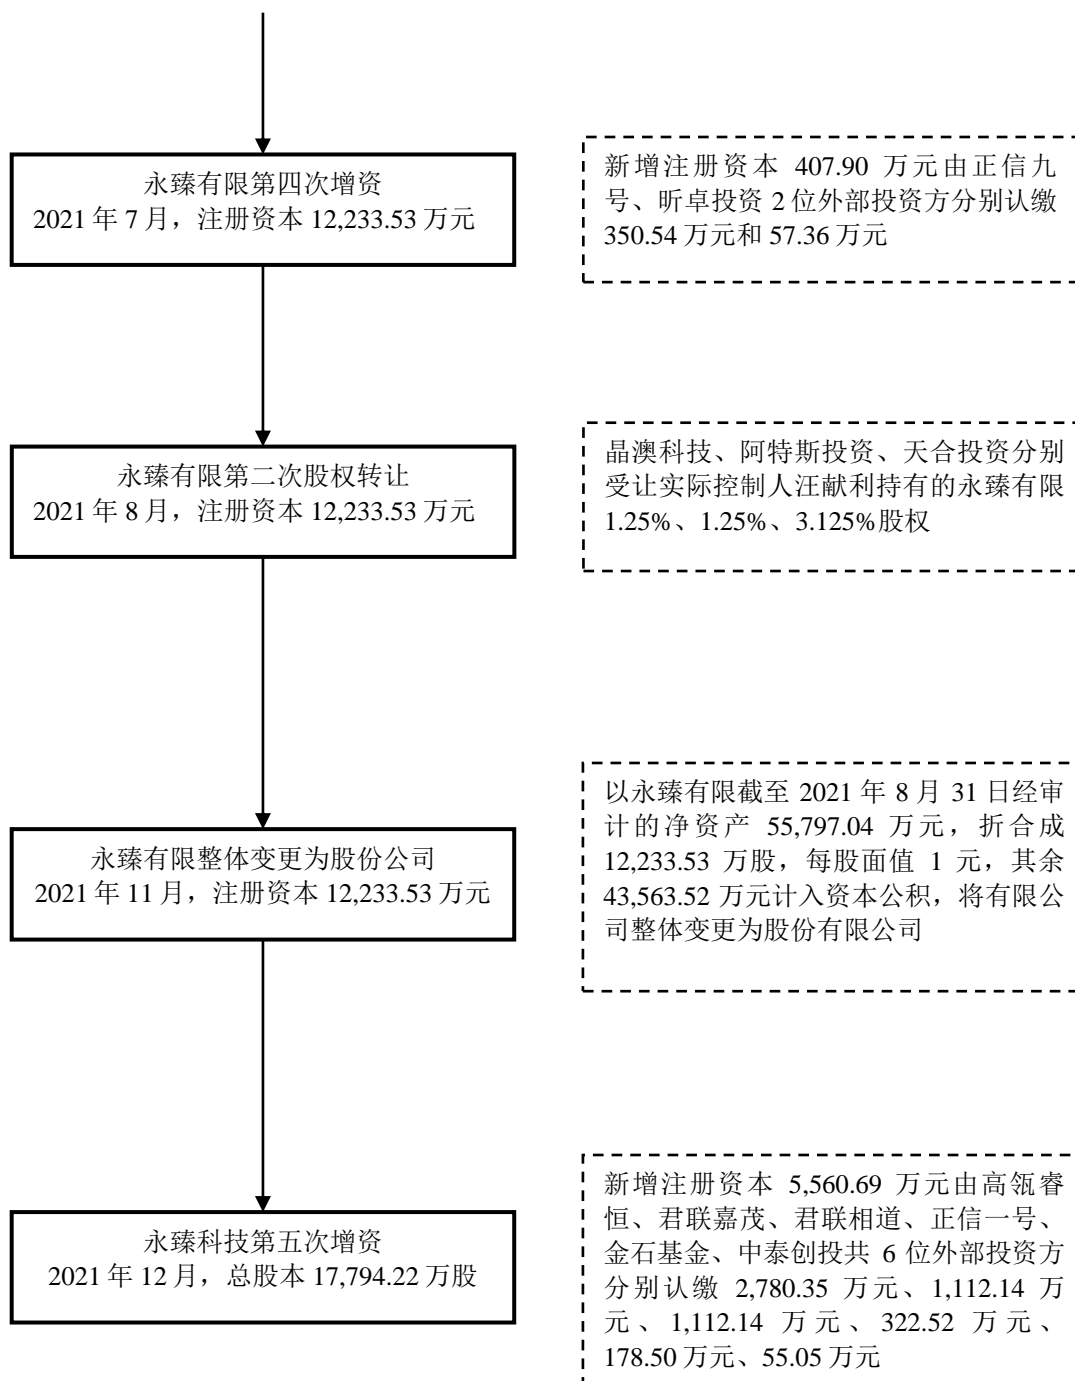 永臻有限第四次增资
2021 年 7 月，注册资本 12,233.53 万元
新增注册资本 407.90 万元由正信九
号、昕卓投资 2 位外部投资方分别认缴
350.54 万元和 57.36 万元
永臻有限第二次股权转让
2021 年 8 月，注册资本 12,233.53 万元
晶澳科技、阿特斯投资、天合投资分别
受让实际控制人汪献利持有的永臻有限
1.25%、1.25%、3.125%股权
永臻有限整体变更为股份公司
2021 年 11 月，注册资本 12,233.53 万元
以永臻有限截至 2021 年 8 月 31 日经审
计的净资产 55,797.04 万元，折合成
12,233.53 万股，每股面值 1 元，其余
43,563.52 万元计入资本公积，将有限公
司整体变更为股份有限公司
永臻科技第五次增资
2021 年 12 月，总股本 17,794.22 万股
新增注册资本 5,560.69 万元由高瓴睿
恒、君联嘉茂、君联相道、正信一号、
金石基金、中泰创投共 6 位外部投资方
分别认缴 2,780.35 万元、1,112.14 万
元、1,112.14 万元、322.52 万元、
178.50 万元、55.05 万元